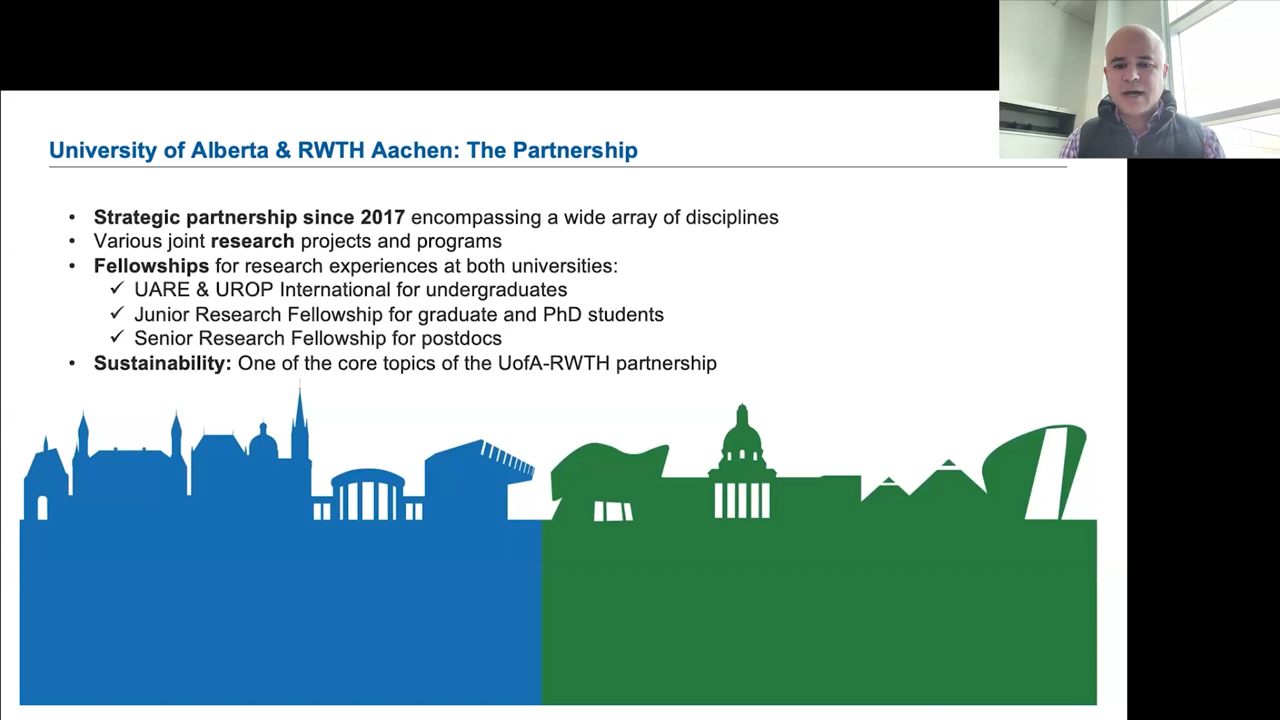 University of Alberta & RWTH Aachen: The Partnership
• Strategic partnership since 2017 encompassing a wide array of disciplines
• Various joint research projects and programs
• Fellowships for research experiences at both universities:
✓ UARE & UROP International for undergraduates
✓ Junior Research Fellowship for graduate and PhD students
✓ Senior Research Fellowship for postdocs
• Sustainability: One of the core topics of the UofA-RWTH partnership